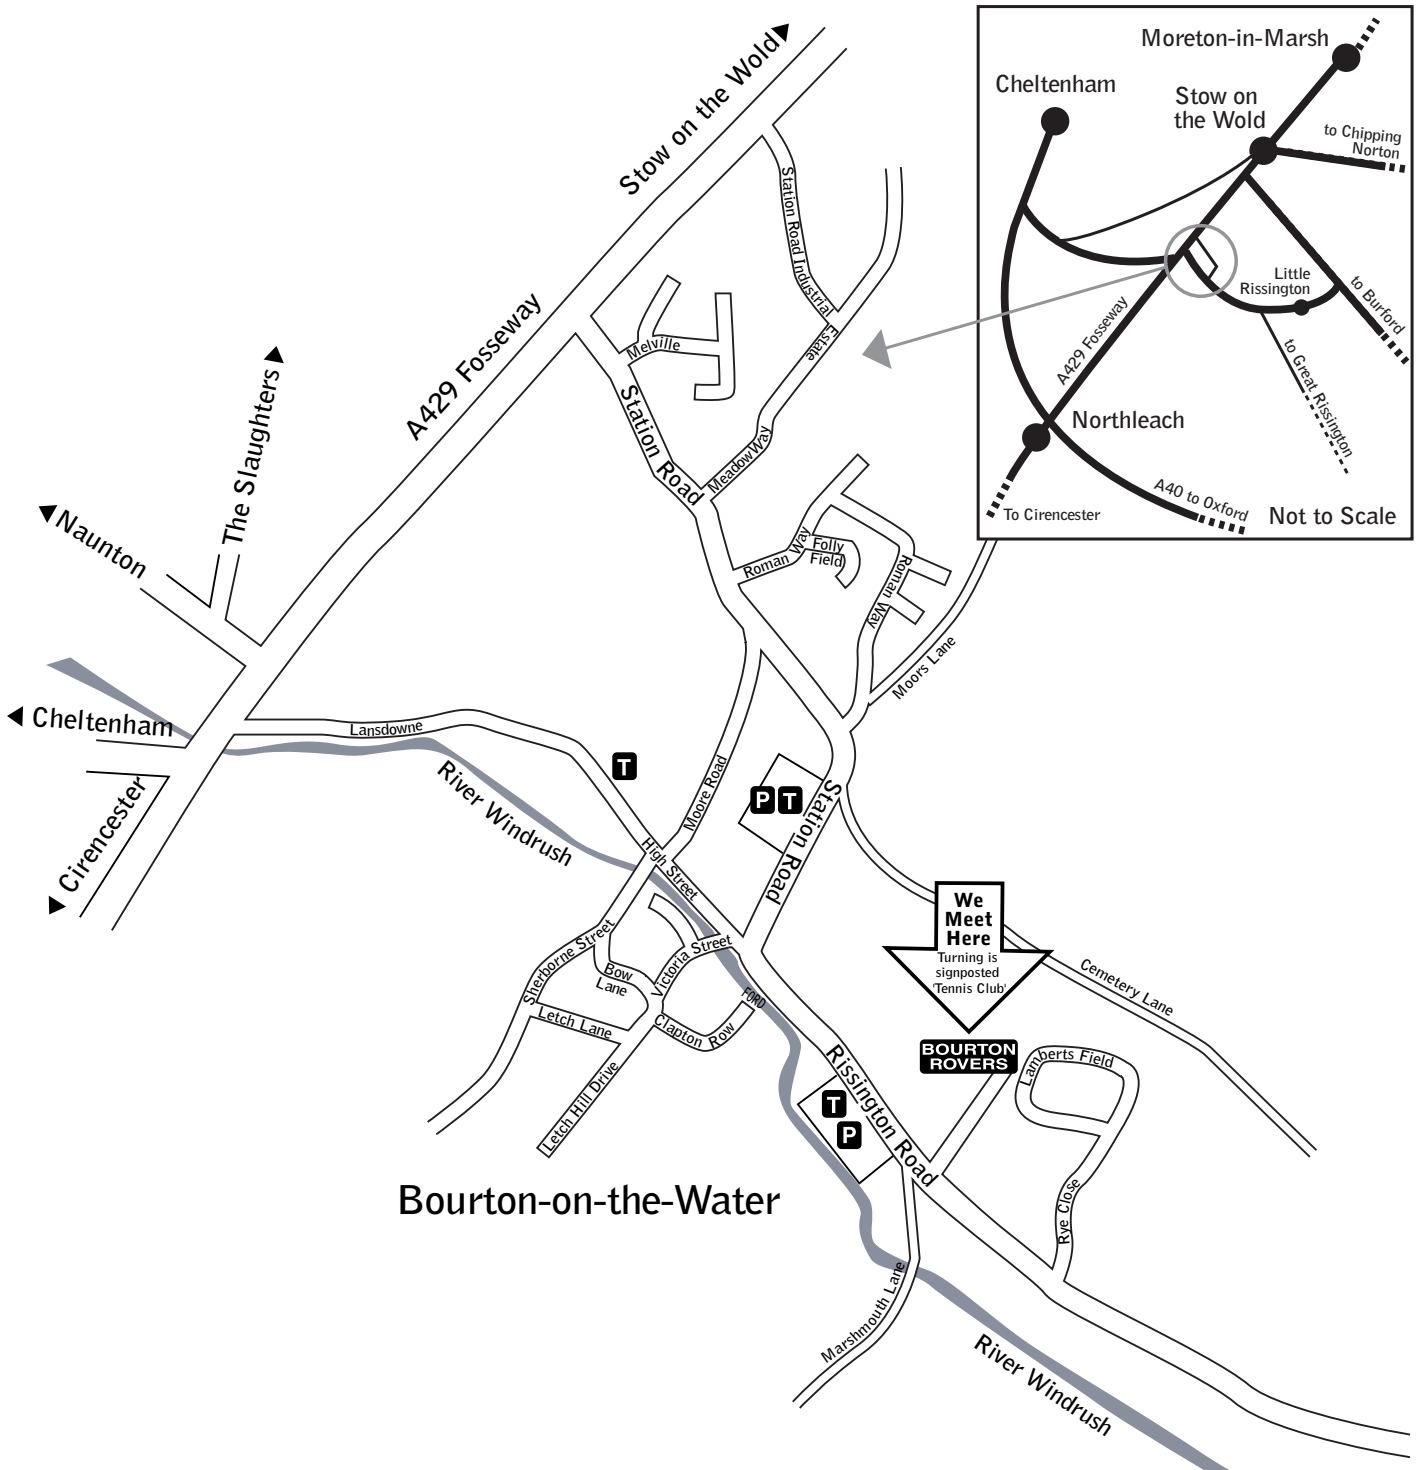 Stow on the Wold
Moreton-in-Marsh
Cheltenham
Stow on
the Wold
to Chipping
Norton
Little
Rissington
to Burford
A429 Fosseway
to Great Rissington
Northleach
A40 to Oxford
To Cirencester
Not to Scale
Station Road Industrial
Estate
A429 Fosseway
Melville
The Slaughters
Station Road
MeadowWay
Naunton
Roman Way
Folly
Field
Roman Way
Moors Lane
Cheltenham
Lansdowne
T
River Windrush
Moore Road
P T
Station Road
Cirencester
High Street
We
Meet
Here
Turning is
signposted
'Tennis Club'
Sherborne Street
Victoria Street
Bow
Lane
FORD
Cemetery Lane
Letch Lane
Clapton Row
BOURTON
ROVERS
Lamberts Field
Rissington Road
Letch Hill Drive
T
P
Bourton-on-the-Water
Rye Close
Marshmouth Lane
River Windrush